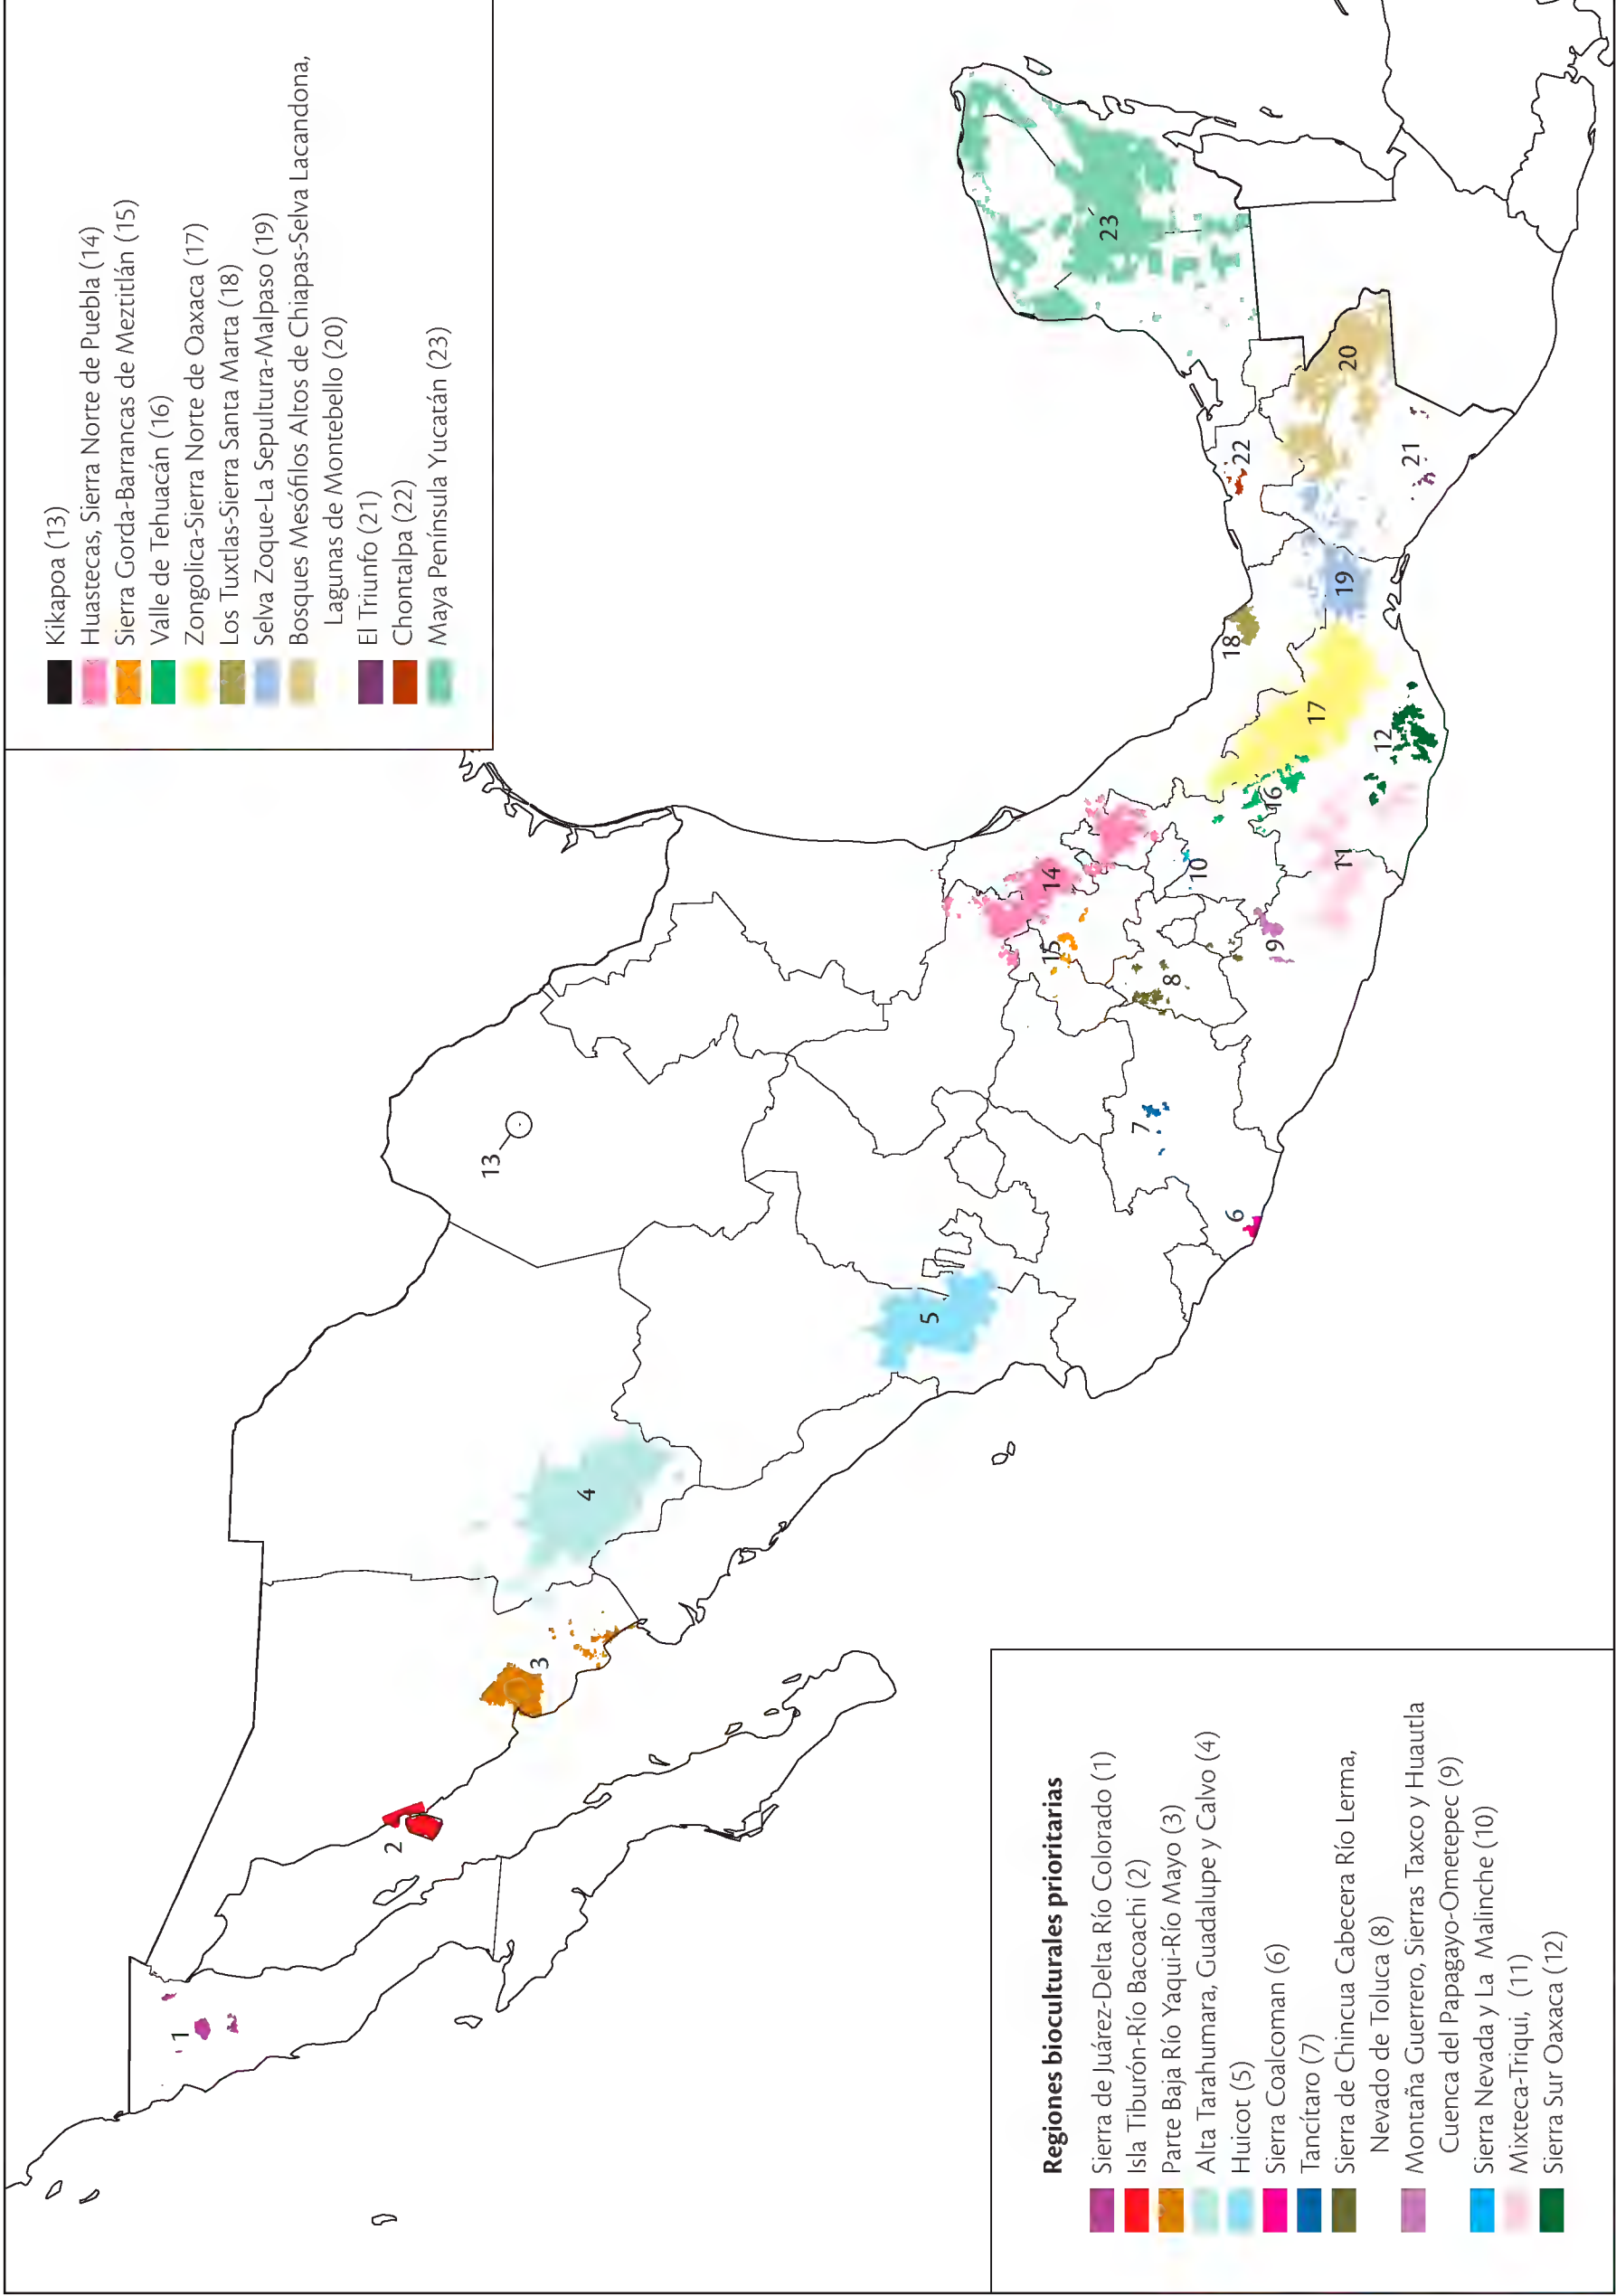 Regiones bioculturales prioritarias
Sierra de Juárez-Delta Río Colorado (1)
Isla Tiburón-Río Bacoachi (2)
Parte Baja Río Yaqui-Río Mayo (3)
Alta Tarahumara, Guadalupe y Calvo (4)
Huicot (5)
Sierra Coalcoman (6)
Tancítaro (7)
Sierra de Chincua Cabecera Río Lerma,
Nevado de Toluca (8)
Montaña Guerrero, Sierras Taxco y Huautla
Cuenca del Papagayo-Ometepec (9)
Sierra Nevada y La Malinche (10)
Mixteca-Triqui, (11)
Sierra Sur Oaxaca (12)
Kikapoa (13)
Huastecas, Sierra Norte de Puebla (14)
Sierra Gorda-Barrancas de Meztitlán (15)
Valle de Tehuacán (16)
Zongolica-Sierra Norte de Oaxaca (17)
Los Tuxtlas-Sierra Santa Marta (18)
Selva Zoque-La Sepultura-Malpaso (19)
Bosques Mesófilos Altos de Chiapas-Selva Lacandona,
Lagunas de Montebello (20)
El Triunfo (21)
Chontalpa (22)
Maya Península Yucatán (23)
1
2
3
4
5
6
7
8
9
10
11
12
13
14
15
16
17
18
19
20
21
22
23